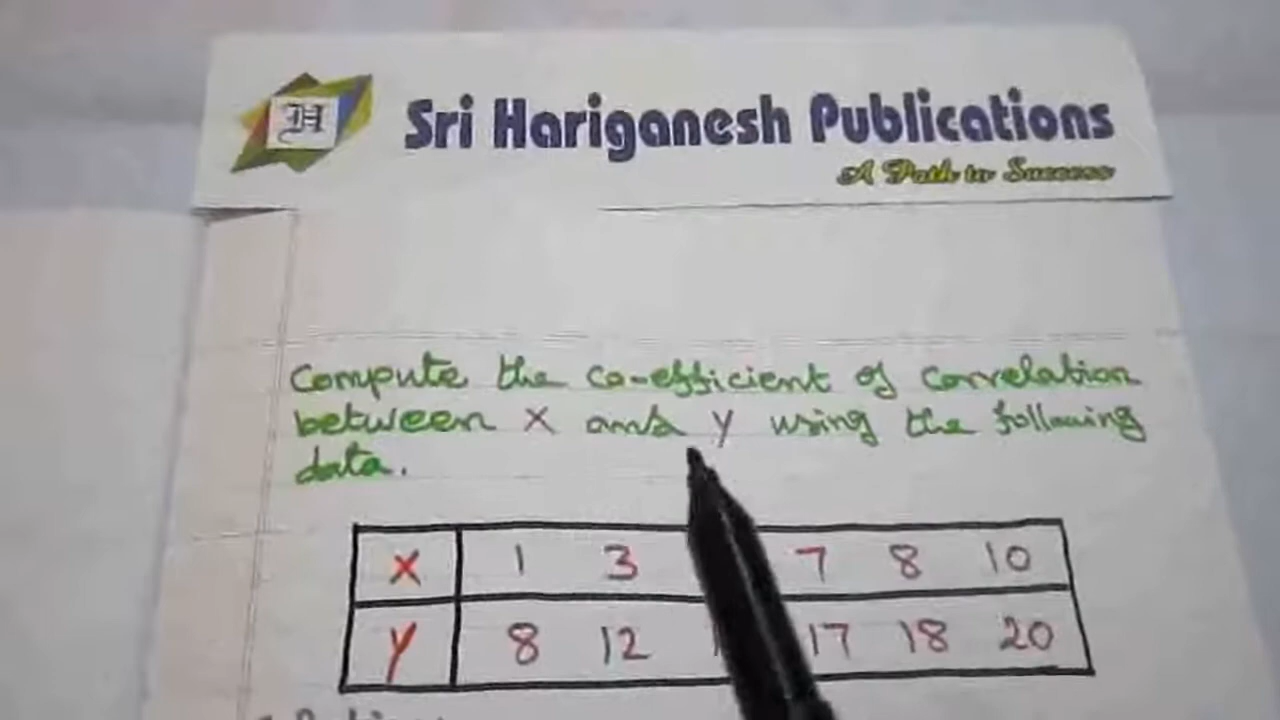 H
Sri Hariganesh Publications
A Path to Success
Compute the co-efficient of correlation
between X and Y using the following
data.
X 1 3 7 8 10
Y 8 12 17 18 20